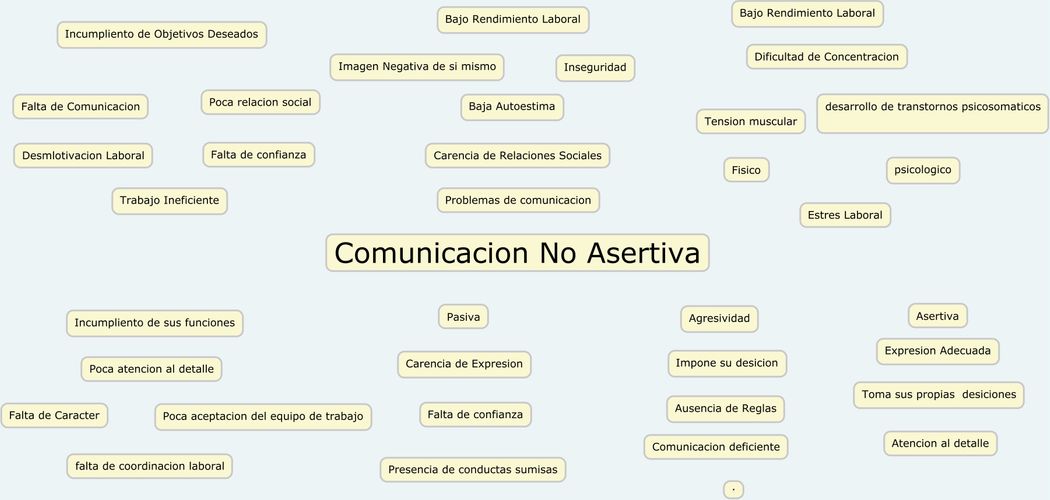 Bajo Rendimiento Laboral
Bajo Rendimiento Laboral
Incumpliento de Objetivos Deseados
Dificultad de Concentracion
Imagen Negativa de si mismo
Inseguridad
Falta de Comunicacion
Poca relacion social
Baja Autoestima
desarrollo de transtornos psicosomaticos
Tension muscular
Desmlotivacion Laboral
Falta de confianza
Carencia de Relaciones Sociales
Fisico
psicologico
Trabajo Ineficiente
Problemas de comunicacion
Estres Laboral
Comunicacion No Asertiva
Incumpliento de sus funciones
Pasiva
Agresividad
Asertiva
Expresion Adecuada
Poca atencion al detalle
Carencia de Expresion
Impone su desicion
Toma sus propias  desiciones
Falta de Caracter
Poca aceptacion del equipo de trabajo
Falta de confianza
Ausencia de Reglas
Comunicacion deficiente
Atencion al detalle
falta de coordinacion laboral
Presencia de conductas sumisas
.